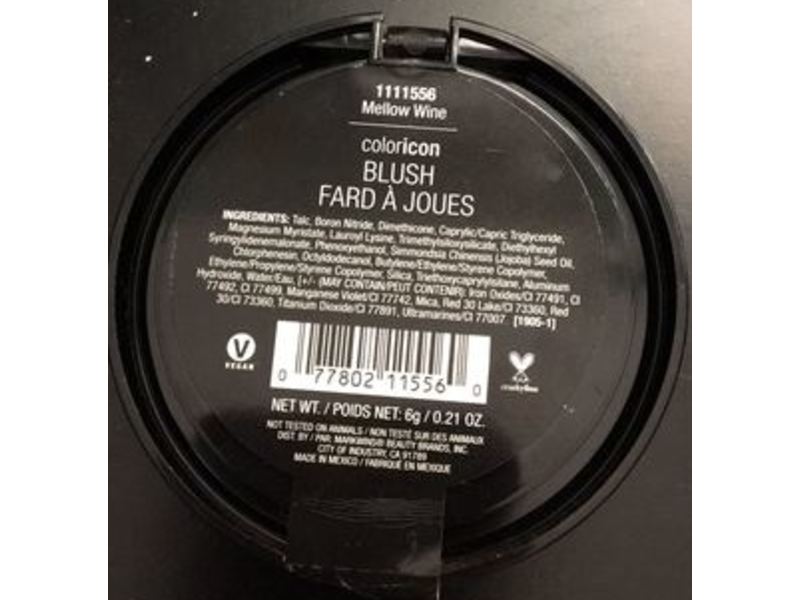 1111556
Mellow Wine
coloricon
BLUSH
FARD À JOUES
INGREDIENTS: Talc, Boron Nitride, Dimethicone, Caprylic/Capric Triglyceride,
Magnesium Myristate, Lauroyl Lysine, Trimethylsiloxysilicate, Diethylhexyl
Syringylidenemalonate, Phenoxyethanol, Simmondsia Chinensis (Jojoba) Seed Oil,
Chlorphenesin, Octyldodecanol, Butylene/Ethylene/Styrene Copolymer,
Ethylene/Propylene/Styrene Copolymer, Silica, Triethoxycaprylylsilane, Aluminum
Hydroxide, Water/Eau, [+/- (MAY CONTAIN/PEUT CONTENIR): Iron Oxides/CI 77491, CI
77492, CI 77499, Manganese Violet/CI 77742, Mica, Red 30 Lake/CI 73360, Red
30/CI 73360, Titanium Dioxide/CI 77891, Ultramarines/CI 77007 [1905-1]
V
VEGAN
0 77802 11556 0
crueltyfree
NET WT. / POIDS NET: 6g / 0.21 OZ.
NOT TESTED ON ANIMALS / NON TESTÉ SUR DES ANIMAUX
DIST. BY / PAR: MARKWINS® BEAUTY BRANDS, INC.
CITY OF INDUSTRY, CA 91789
MADE IN MEXICO / FABRIQUÉ EN MEXIQUE